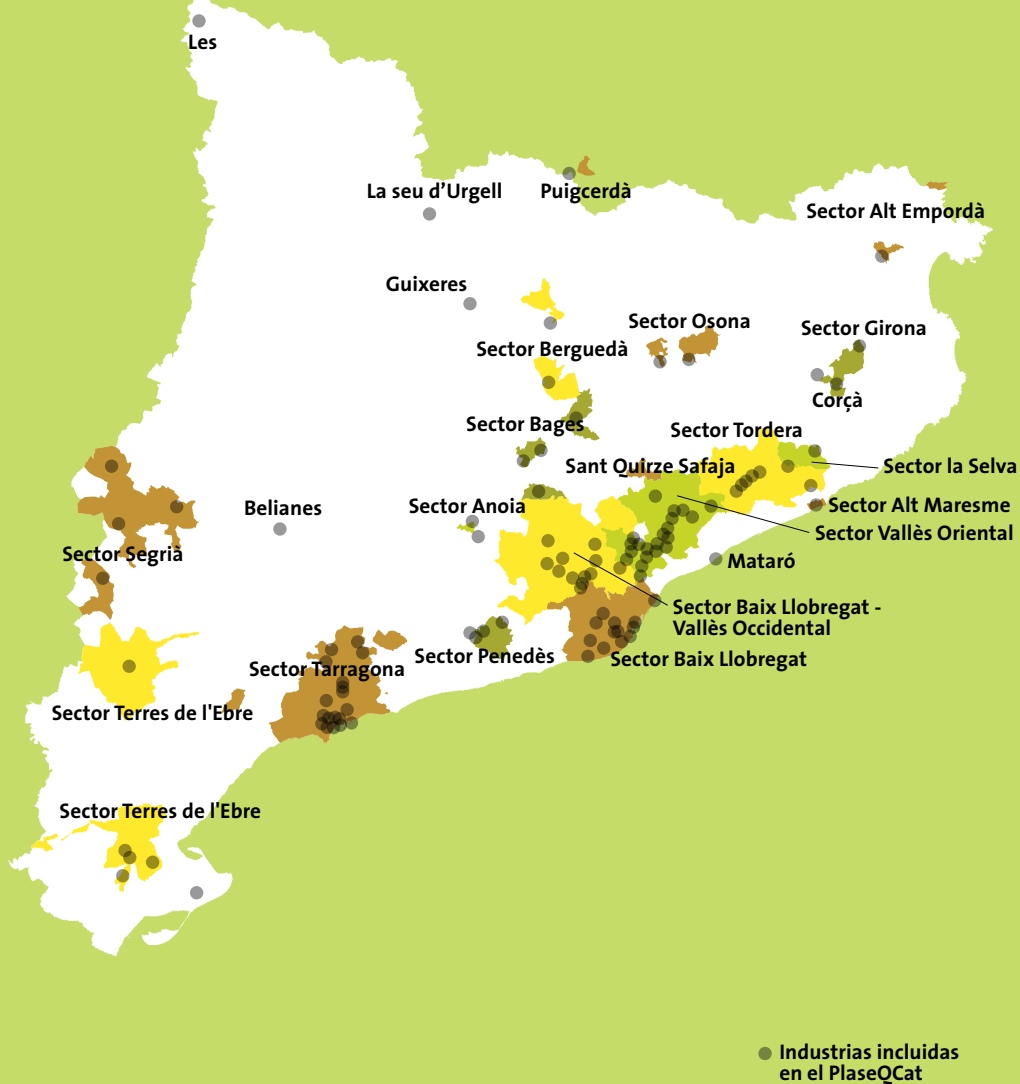 Les
La seu d’Urgell
Puigcerdà
Sector Alt Empordà
Guixeres
Sector Osona
Sector Girona
Sector Berguedà
Corçà
Sector Bages
Sector Tordera
Sant Quirze Safaja
Sector la Selva
Sector Anoia
Sector Alt Maresme
Belianes
Sector Vallès Oriental
Sector Segrià
Mataró
Sector Baix Llobregat -
Vallès Occidental
Sector Penedès
Sector Baix Llobregat
Sector Tarragona
Sector Terres de l'Ebre
Sector Terres de l'Ebre
Industrias incluidas
en el PlaseQCat